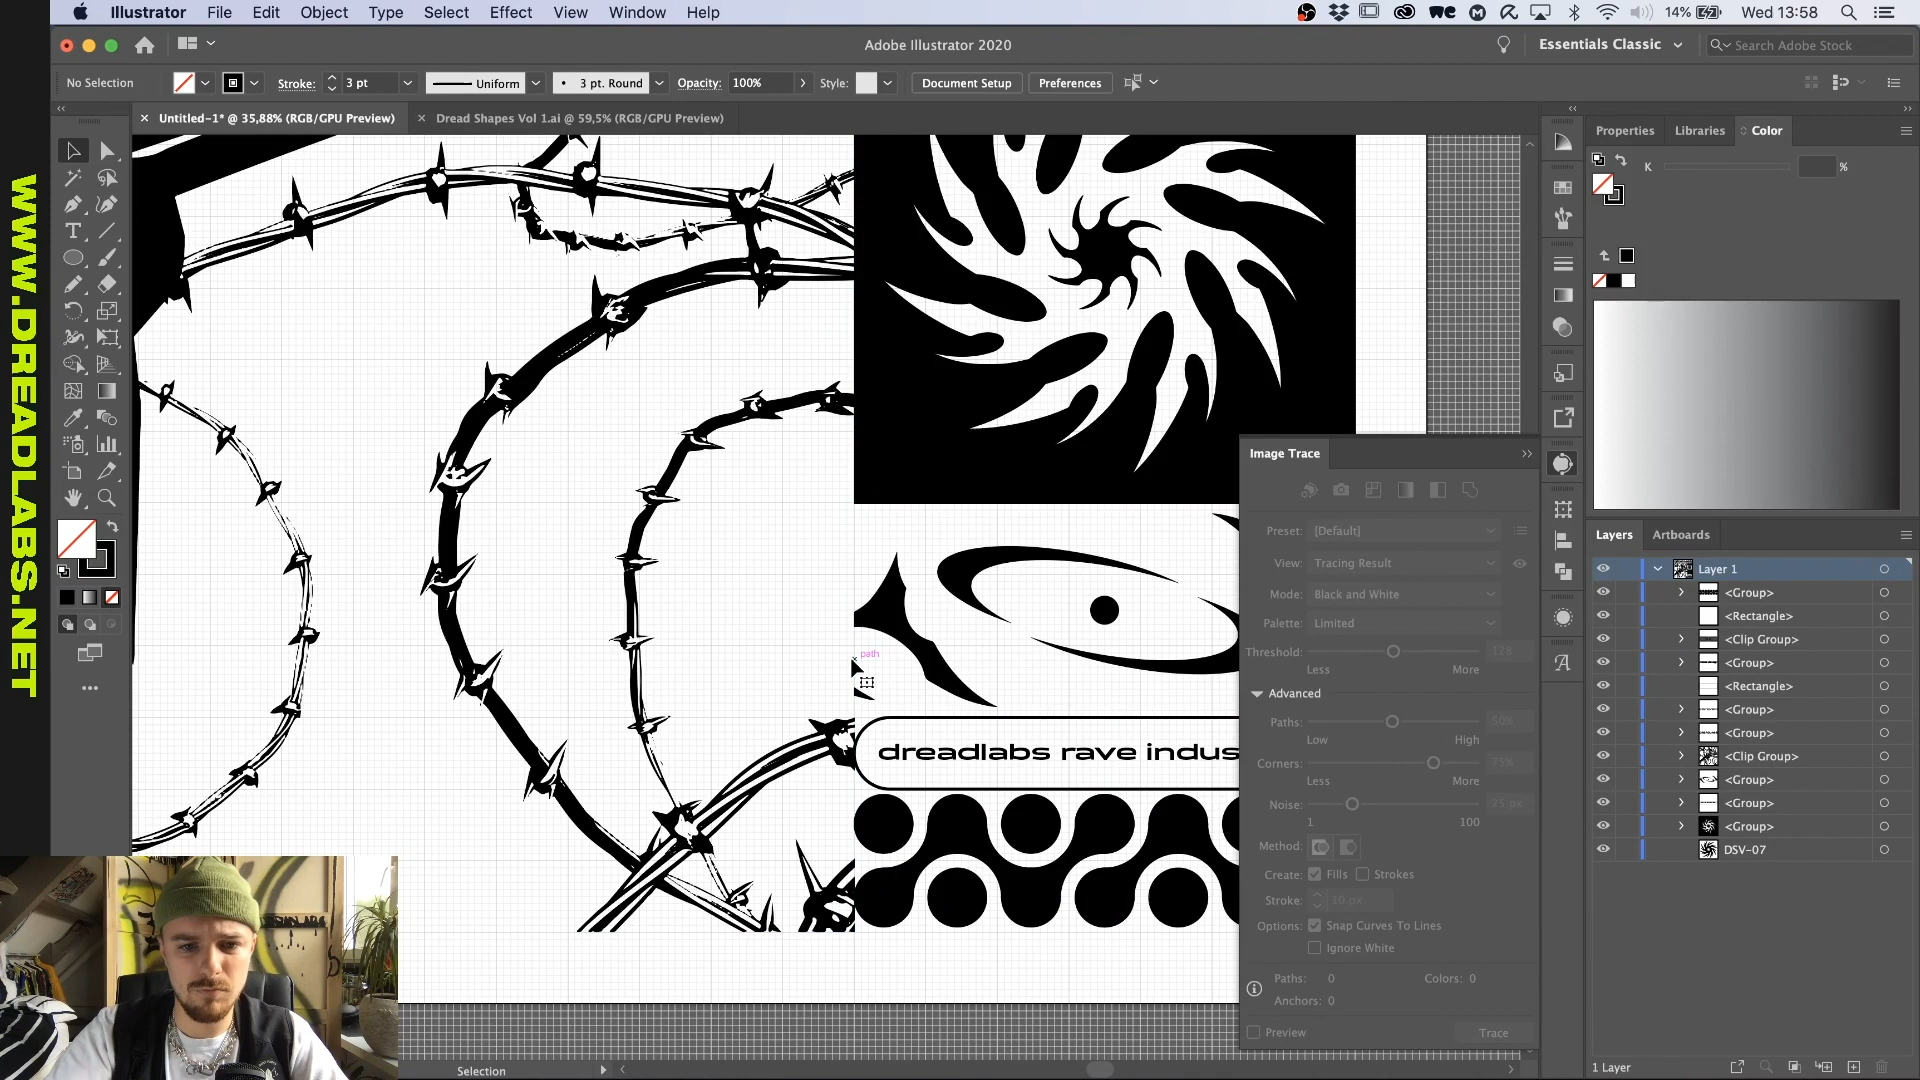 Illustrator File Edit Object Type Select Effect View Window Help
14% Wed 13:58
Adobe Illustrator 2020
Essentials Classic
Search Adobe Stock
No Selection
Stroke: 3 pt
Uniform
3 pt. Round
Opacity: 100%
Style:
Document Setup
Preferences
Untitled-1* @ 35,88% (RGB/GPU Preview)
Dread Shapes Vol 1.ai @ 59,5% (RGB/GPU Preview)
Properties Libraries Color
K %
WWW.DREADLABS.NET
path
dreadlabs rave indus
Image Trace
Preset: [Default]
View: Tracing Result
Mode: Black and White
Palette: Limited
Threshold: 128
Less More
Advanced
Paths: 50%
Low High
Corners: 75%
Less More
Noise: 25 px
1 100
Method:
Create: Fills Strokes
Stroke: 10 px
Options: Snap Curves To Lines
Ignore White
Paths: 0 Colors: 0
Anchors: 0
Preview Trace
Layers Artboards
Layer 1
<Group>
<Rectangle>
<Clip Group>
<Group>
<Rectangle>
<Group>
<Group>
<Clip Group>
<Group>
<Group>
<Group>
DSV-07
1 Layer
Selection